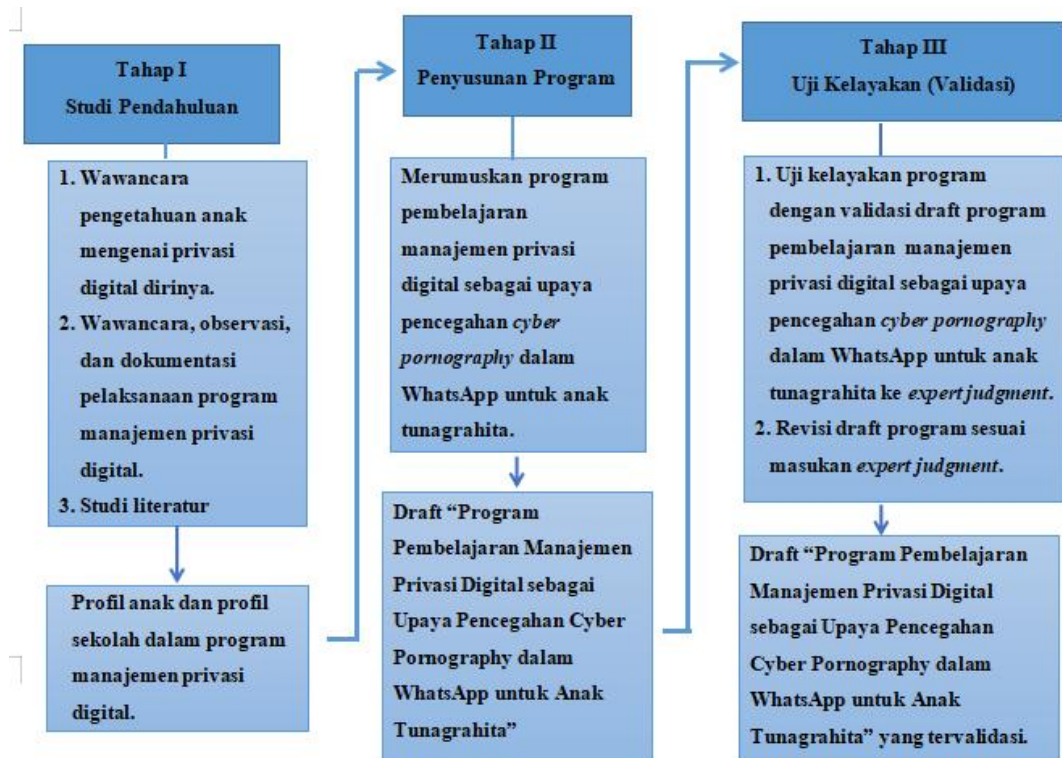 Tahap I
Studi Pendahuluan
1. Wawancara
pengetahuan anak
mengenai privasi
digital dirinya.
2. Wawancara, observasi,
dan dokumentasi
pelaksanaan program
manajemen privasi
digital.
3. Studi literatur
Profil anak dan profil
sekolah dalam program
manajemen privasi
digital.
Tahap II
Penyusunan Program
Merumuskan program
pembelajaran
manajemen privasi
digital sebagai upaya
pencegahan cyber
pornography dalam
WhatsApp untuk anak
tunagrahita.
Draft “Program
Pembelajaran Manajemen
Privasi Digital sebagai
Upaya Pencegahan Cyber
Pornography dalam
WhatsApp untuk Anak
Tunagrahita”
Tahap III
Uji Kelayakan (Validasi)
1. Uji kelayakan program
dengan validasi draft program
pembelajaran manajemen
privasi digital sebagai upaya
pencegahan cyber pornography
dalam WhatsApp untuk anak
tunagrahita ke expert judgment.
2. Revisi draft program sesuai
masukan expert judgment.
Draft “Program Pembelajaran
Manajemen Privasi Digital
sebagai Upaya Pencegahan
Cyber Pornography dalam
WhatsApp untuk Anak
Tunagrahita” yang tervalidasi.